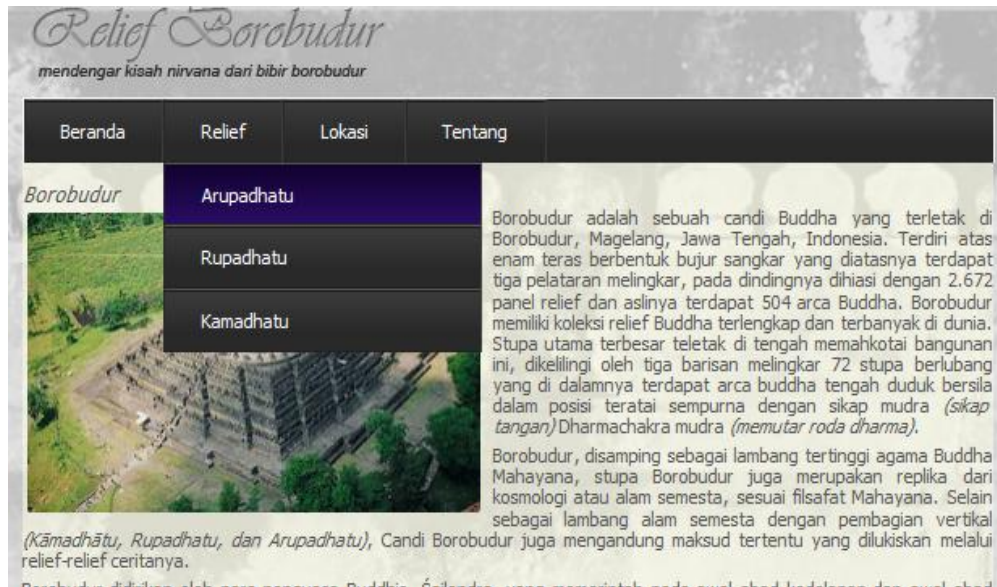 Relief Borobudur
mendengar kisah nirvana dari bibir borobudur
Beranda Relief Lokasi Tentang
Arupadhatu
Rupadhatu
Kamadhatu
Borobudur
Borobudur adalah sebuah candi Buddha yang terletak di
Borobudur, Magelang, Jawa Tengah, Indonesia. Terdiri atas
enam teras berbentuk bujur sangkar yang diatasnya terdapat
tiga pelataran melingkar, pada dindingnya dihiasi dengan 2.672
panel relief dan aslinya terdapat 504 arca Buddha. Borobudur
memiliki koleksi relief Buddha terlengkap dan terbanyak di dunia.
Stupa utama terbesar teletak di tengah memahkotai bangunan
ini, dikelilingi oleh tiga barisan melingkar 72 stupa berlubang
yang di dalamnya terdapat arca buddha tengah duduk bersila
dalam posisi teratai sempurna dengan sikap mudra (sikap
tangan) Dharmachakra mudra (memutar roda dharma).
Borobudur, disamping sebagai lambang tertinggi agama Buddha
Mahayana, stupa Borobudur juga merupakan replika dari
kosmologi atau alam semesta, sesuai filsafat Mahayana. Selain
sebagai lambang alam semesta dengan pembagian vertikal
(Kāmadhātu, Rupadhatu, dan Arupadhatu), Candi Borobudur juga mengandung maksud tertentu yang dilukiskan melalui
relief-relief ceritanya.